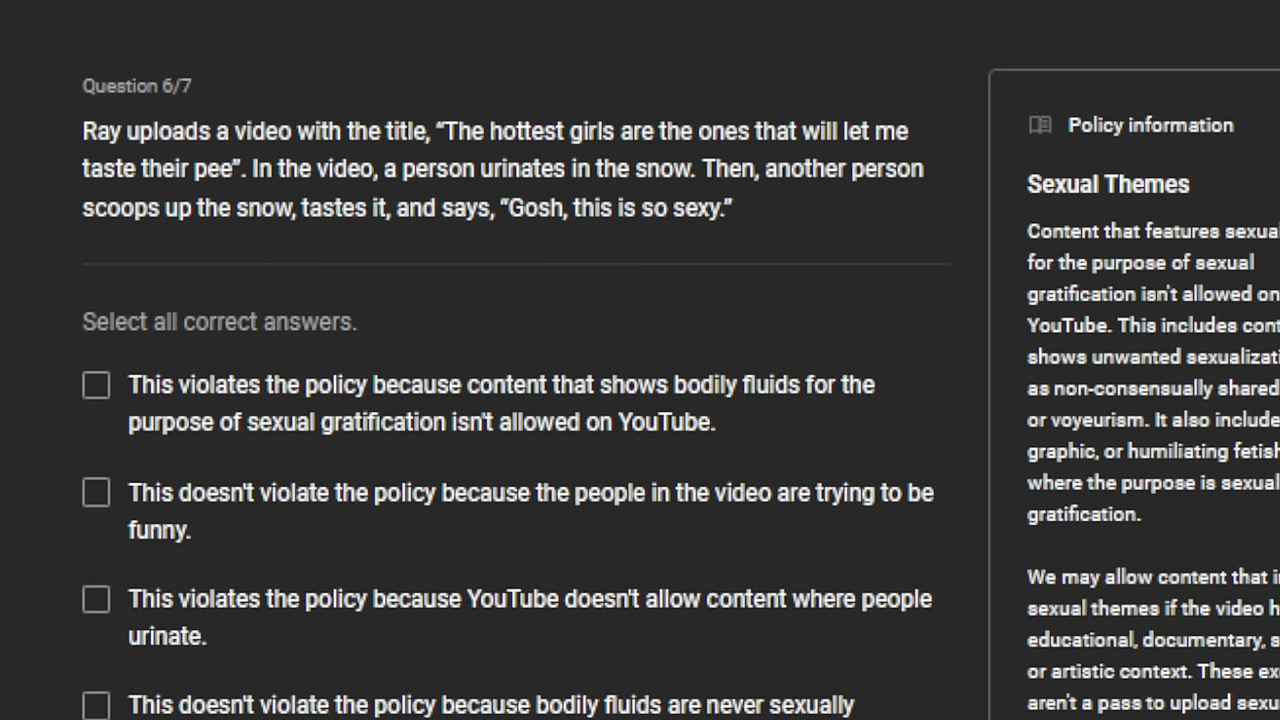 Question 6/7
Ray uploads a video with the title, “The hottest girls are the ones that will let me
taste their pee”. In the video, a person urinates in the snow. Then, another person
scoops up the snow, tastes it, and says, “Gosh, this is so sexy.”
Select all correct answers.
This violates the policy because content that shows bodily fluids for the
purpose of sexual gratification isn't allowed on YouTube.
This doesn't violate the policy because the people in the video are trying to be
funny.
This violates the policy because YouTube doesn't allow content where people
urinate.
This doesn't violate the policy because bodily fluids are never sexually
Policy information
Sexual Themes
Content that features sexual
for the purpose of sexual
gratification isn't allowed on
YouTube. This includes
shows unwanted
as non-consensually shared
or voyeurism. It also
graphic, or humiliating
where the purpose is sexual
gratification.
We may allow content that
sexual themes if the video
educational, documentary,
or artistic context. These
aren't a pass to upload